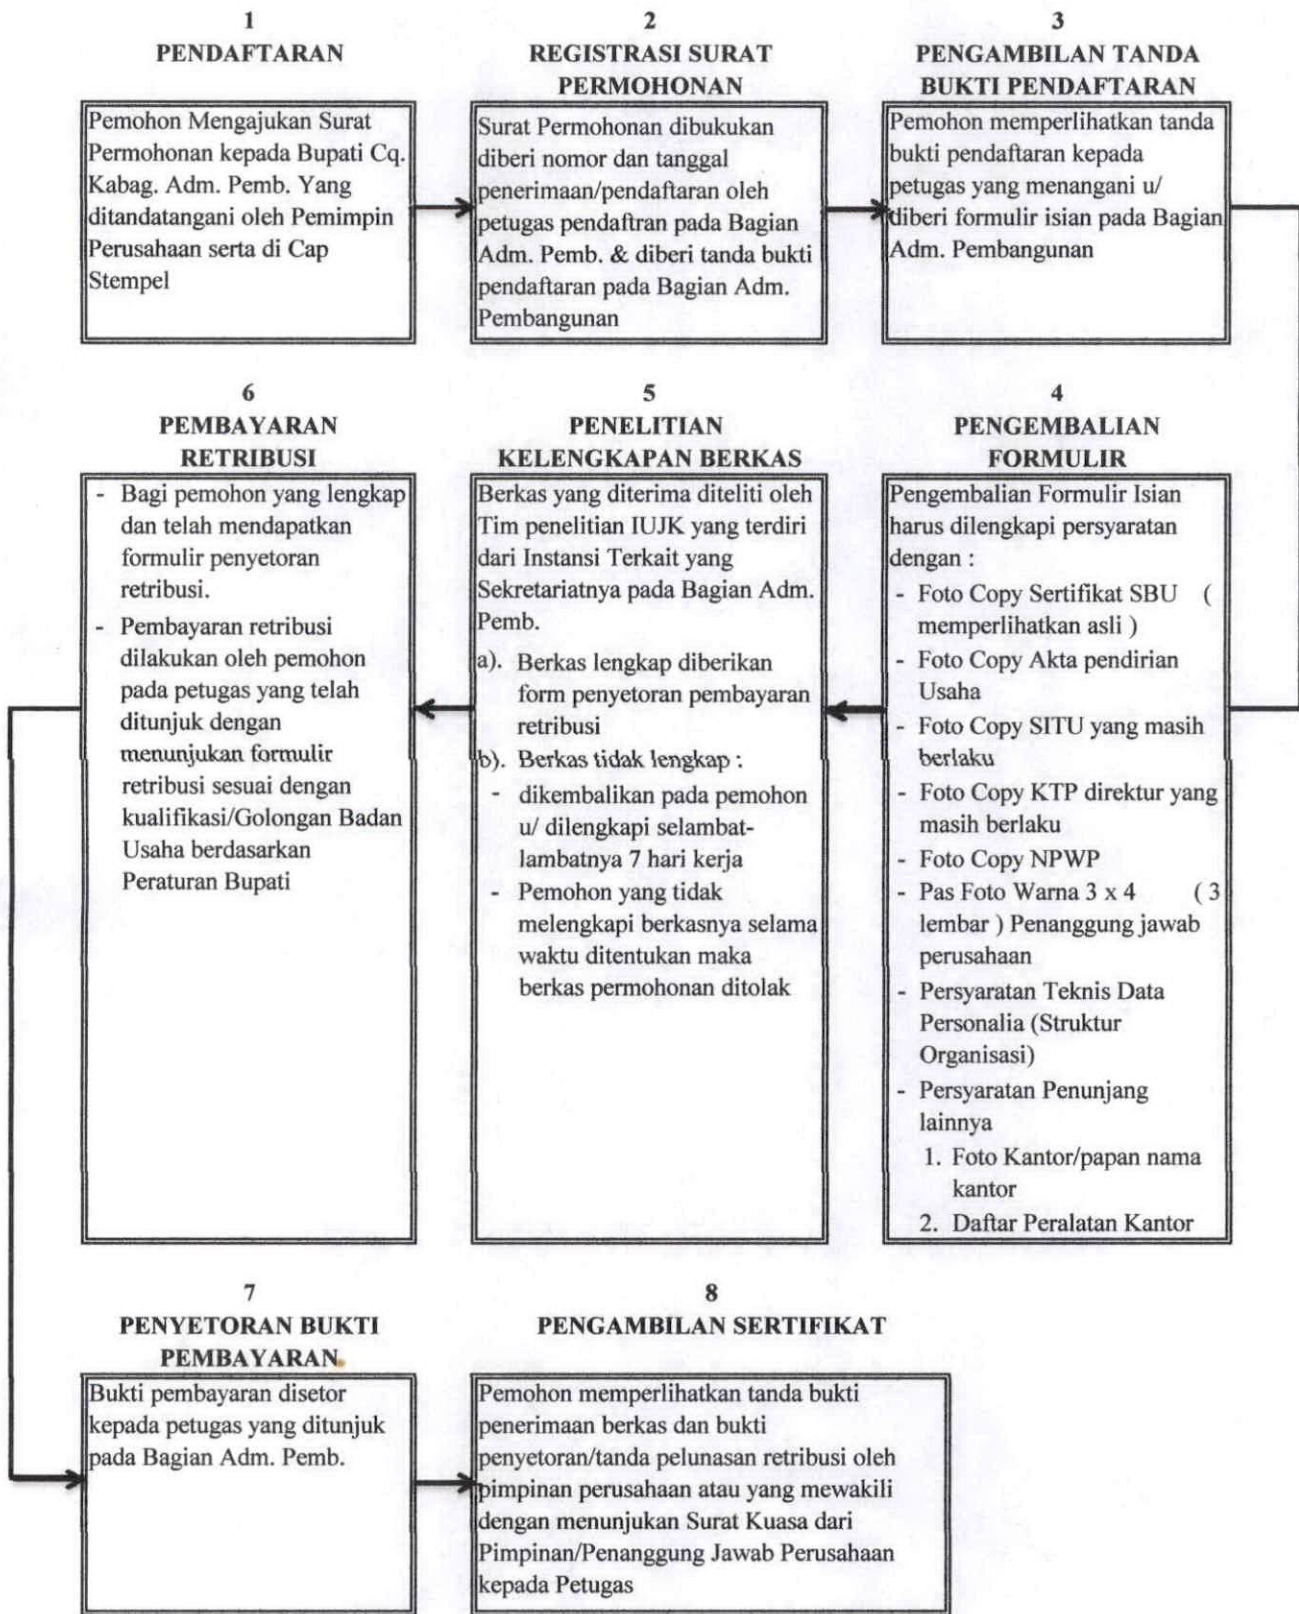 1
PENDAFTARAN
Pemohon Mengajukan Surat
Permohonan kepada Bupati Cq.
Kabag. Adm. Pemb. Yang
ditandatangani oleh Pemimpin
Perusahaan serta di Cap
Stempel
2
REGISTRASI SURAT
PERMOHONAN
Surat Permohonan dibukukan
diberi nomor dan tanggal
penerimaan/pendaftaran oleh
petugas pendaftran pada Bagian
Adm. Pemb. & diberi tanda bukti
pendaftaran pada Bagian Adm.
Pembangunan
3
PENGAMBILAN TANDA
BUKTI PENDAFTARAN
Pemohon memperlihatkan tanda
bukti pendaftaran kepada
petugas yang menangani u/
diberi formulir isian pada Bagian
Adm. Pembangunan
4
PENGEMBALIAN
FORMULIR
Pengembalian Formulir Isian
harus dilengkapi persyaratan
dengan :
- Foto Copy Sertifikat SBU (
memperlihatkan asli )
- Foto Copy Akta pendirian
Usaha
- Foto Copy SITU yang masih
berlaku
- Foto Copy KTP direktur yang
masih berlaku
- Foto Copy NPWP
- Pas Foto Warna 3 x 4 ( 3
lembar ) Penanggung jawab
perusahaan
- Persyaratan Teknis Data
Personalia (Struktur
Organisasi)
- Persyaratan Penunjang
lainnya
1. Foto Kantor/papan nama
kantor
2. Daftar Peralatan Kantor
5
PENELITIAN
KELENGKAPAN BERKAS
Berkas yang diterima diteliti oleh
Tim penelitian IUJK yang terdiri
dari Instansi Terkait yang
Sekretariatnya pada Bagian Adm.
Pemb.
a). Berkas lengkap diberikan
form penyetoran pembayaran
retribusi
b). Berkas tidak lengkap :
- dikembalikan pada pemohon
u/ dilengkapi selambat-
lambatnya 7 hari kerja
- Pemohon yang tidak
melengkapi berkasnya selama
waktu ditentukan maka
berkas permohonan ditolak
6
PEMBAYARAN
RETRIBUSI
- Bagi pemohon yang lengkap
dan telah mendapatkan
formulir penyetoran
retribusi.
- Pembayaran retribusi
dilakukan oleh pemohon
pada petugas yang telah
ditunjuk dengan
menunjukan formulir
retribusi sesuai dengan
kualifikasi/Golongan Badan
Usaha berdasarkan
Peraturan Bupati
7
PENYETORAN BUKTI
PEMBAYARAN
Bukti pembayaran disetor
kepada petugas yang ditunjuk
pada Bagian Adm. Pemb.
8
PENGAMBILAN SERTIFIKAT
Pemohon memperlihatkan tanda bukti
penerimaan berkas dan bukti
penyetoran/tanda pelunasan retribusi oleh
pimpinan perusahaan atau yang mewakili
dengan menunjukan Surat Kuasa dari
Pimpinan/Penanggung Jawab Perusahaan
kepada Petugas